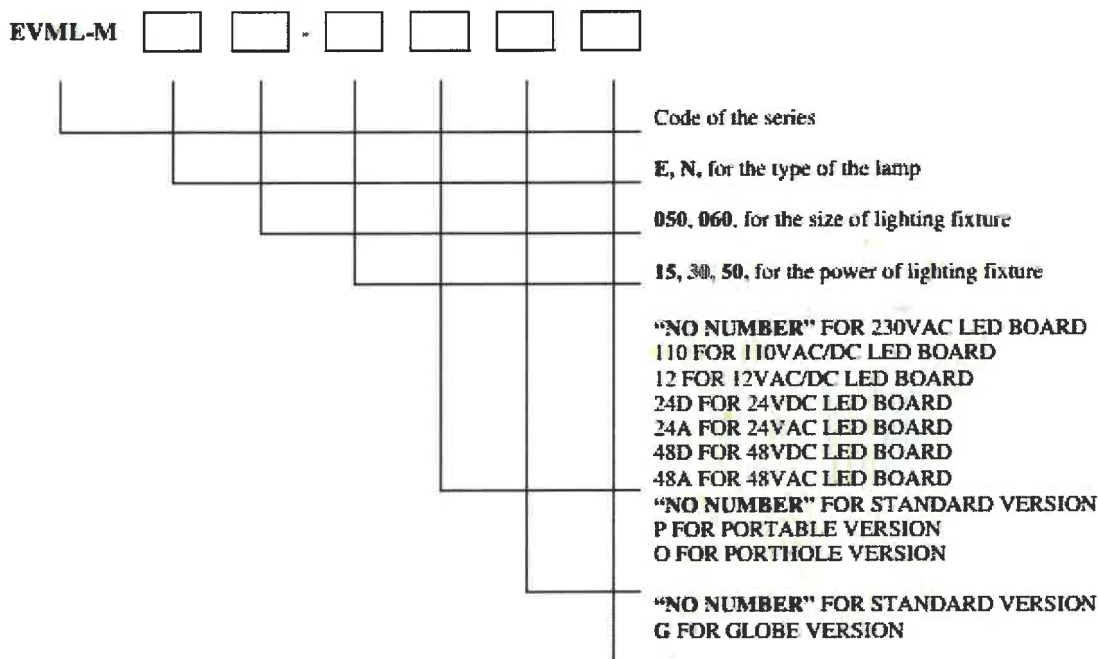 EVML-M -
Code of the series
E, N, for the type of the lamp
050, 060, for the size of lighting fixture
15, 30, 50, for the power of lighting fixture
“NO NUMBER” FOR 230VAC LED BOARD
110 FOR 110VAC/DC LED BOARD
12 FOR 12VAC/DC LED BOARD
24D FOR 24VDC LED BOARD
24A FOR 24VAC LED BOARD
48D FOR 48VDC LED BOARD
48A FOR 48VAC LED BOARD
“NO NUMBER” FOR STANDARD VERSION
P FOR PORTABLE VERSION
O FOR PORTHOLE VERSION
“NO NUMBER” FOR STANDARD VERSION
G FOR GLOBE VERSION